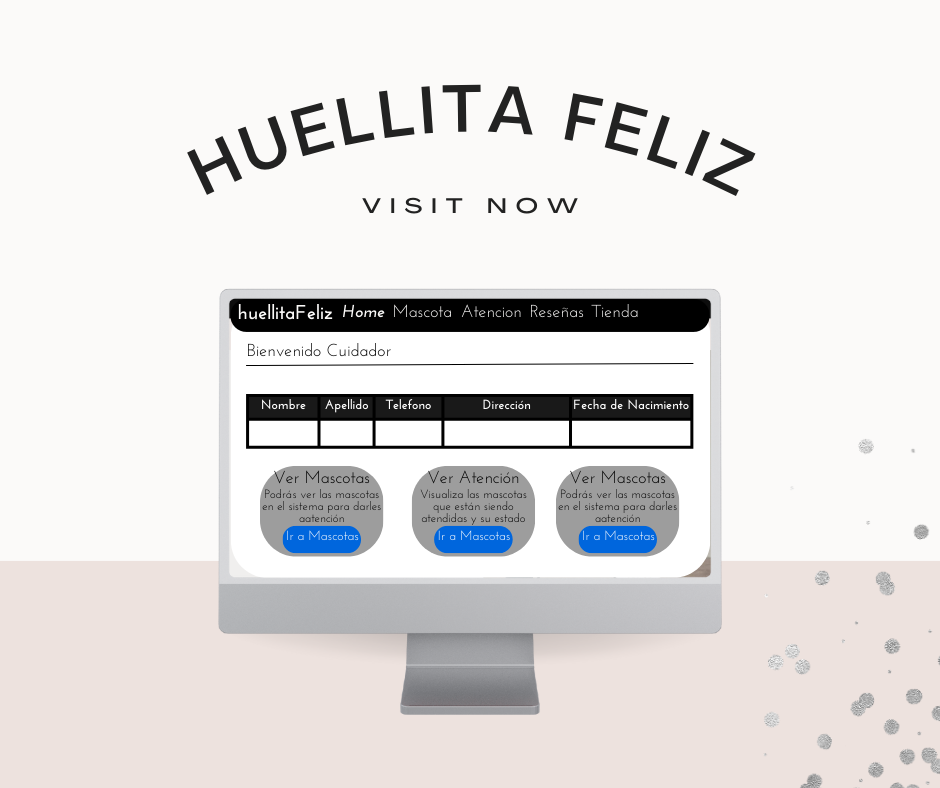 HUELLITA FELIZ
VISIT NOW
huellitaFeliz Home Mascota Atencion Reseñas Tienda
Bienvenido Cuidador
Nombre Apellido Telefono Dirección Fecha de Nacimiento
Ver Mascotas
Podrás ver las mascotas
en el sistema para darles
aatención
Ir a Mascotas
Ver Atención
Visualiza las mascotas
que están siendo
atendidas y su estado
Ir a Mascotas
Ver Mascotas
Podrás ver las mascotas
en el sistema para darles
aatención
Ir a Mascotas